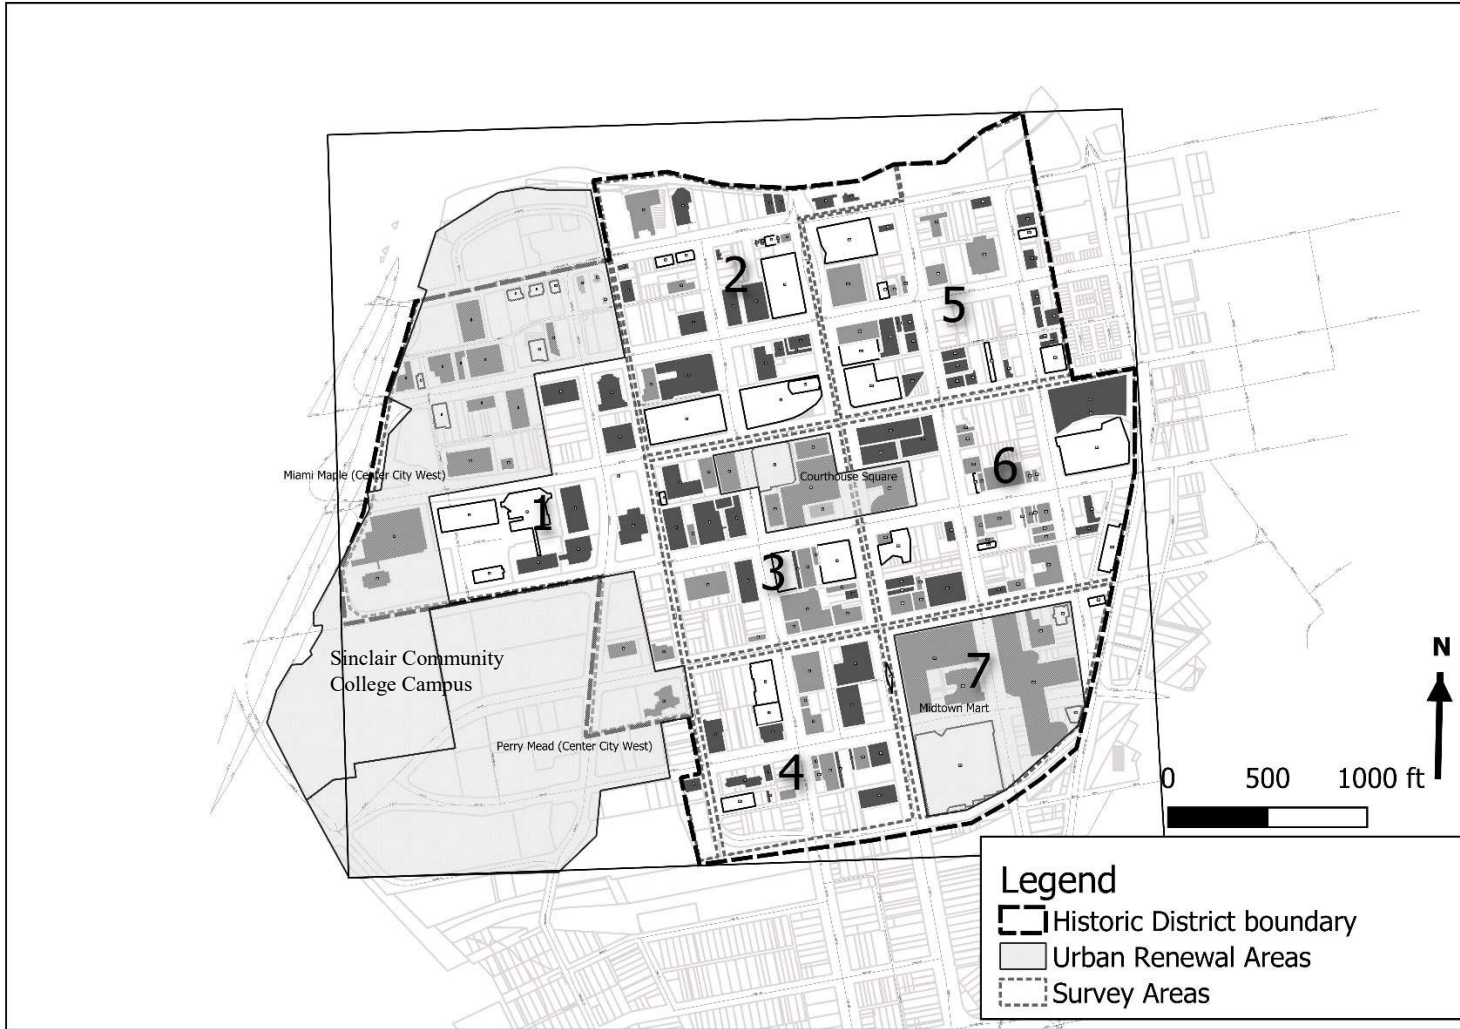 2
5
Miami Maple (Center City West)
Courthouse Square
6
1
3
Sinclair Community
College Campus
7
N
Midtown Mart
Perry Mead (Center City West)
4
0 500 1000 ft
Legend
Historic District boundary
Urban Renewal Areas
Survey Areas